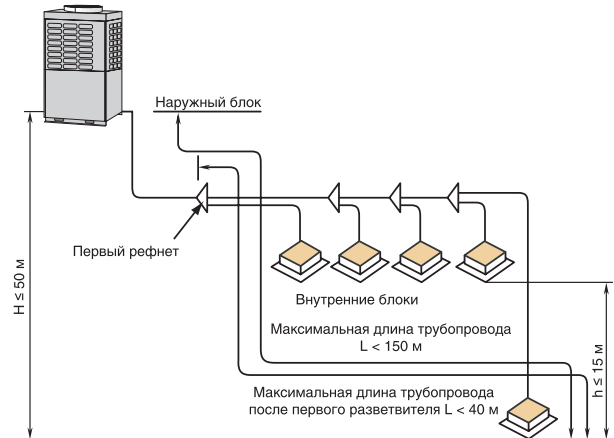 Наружный блок
Первый рефнет
H ≤ 50 м
Внутренние блоки
Максимальная длина трубопровода
L < 150 м
h ≤ 15 м
Максимальная длина трубопровода
после первого разветвителя L < 40 м